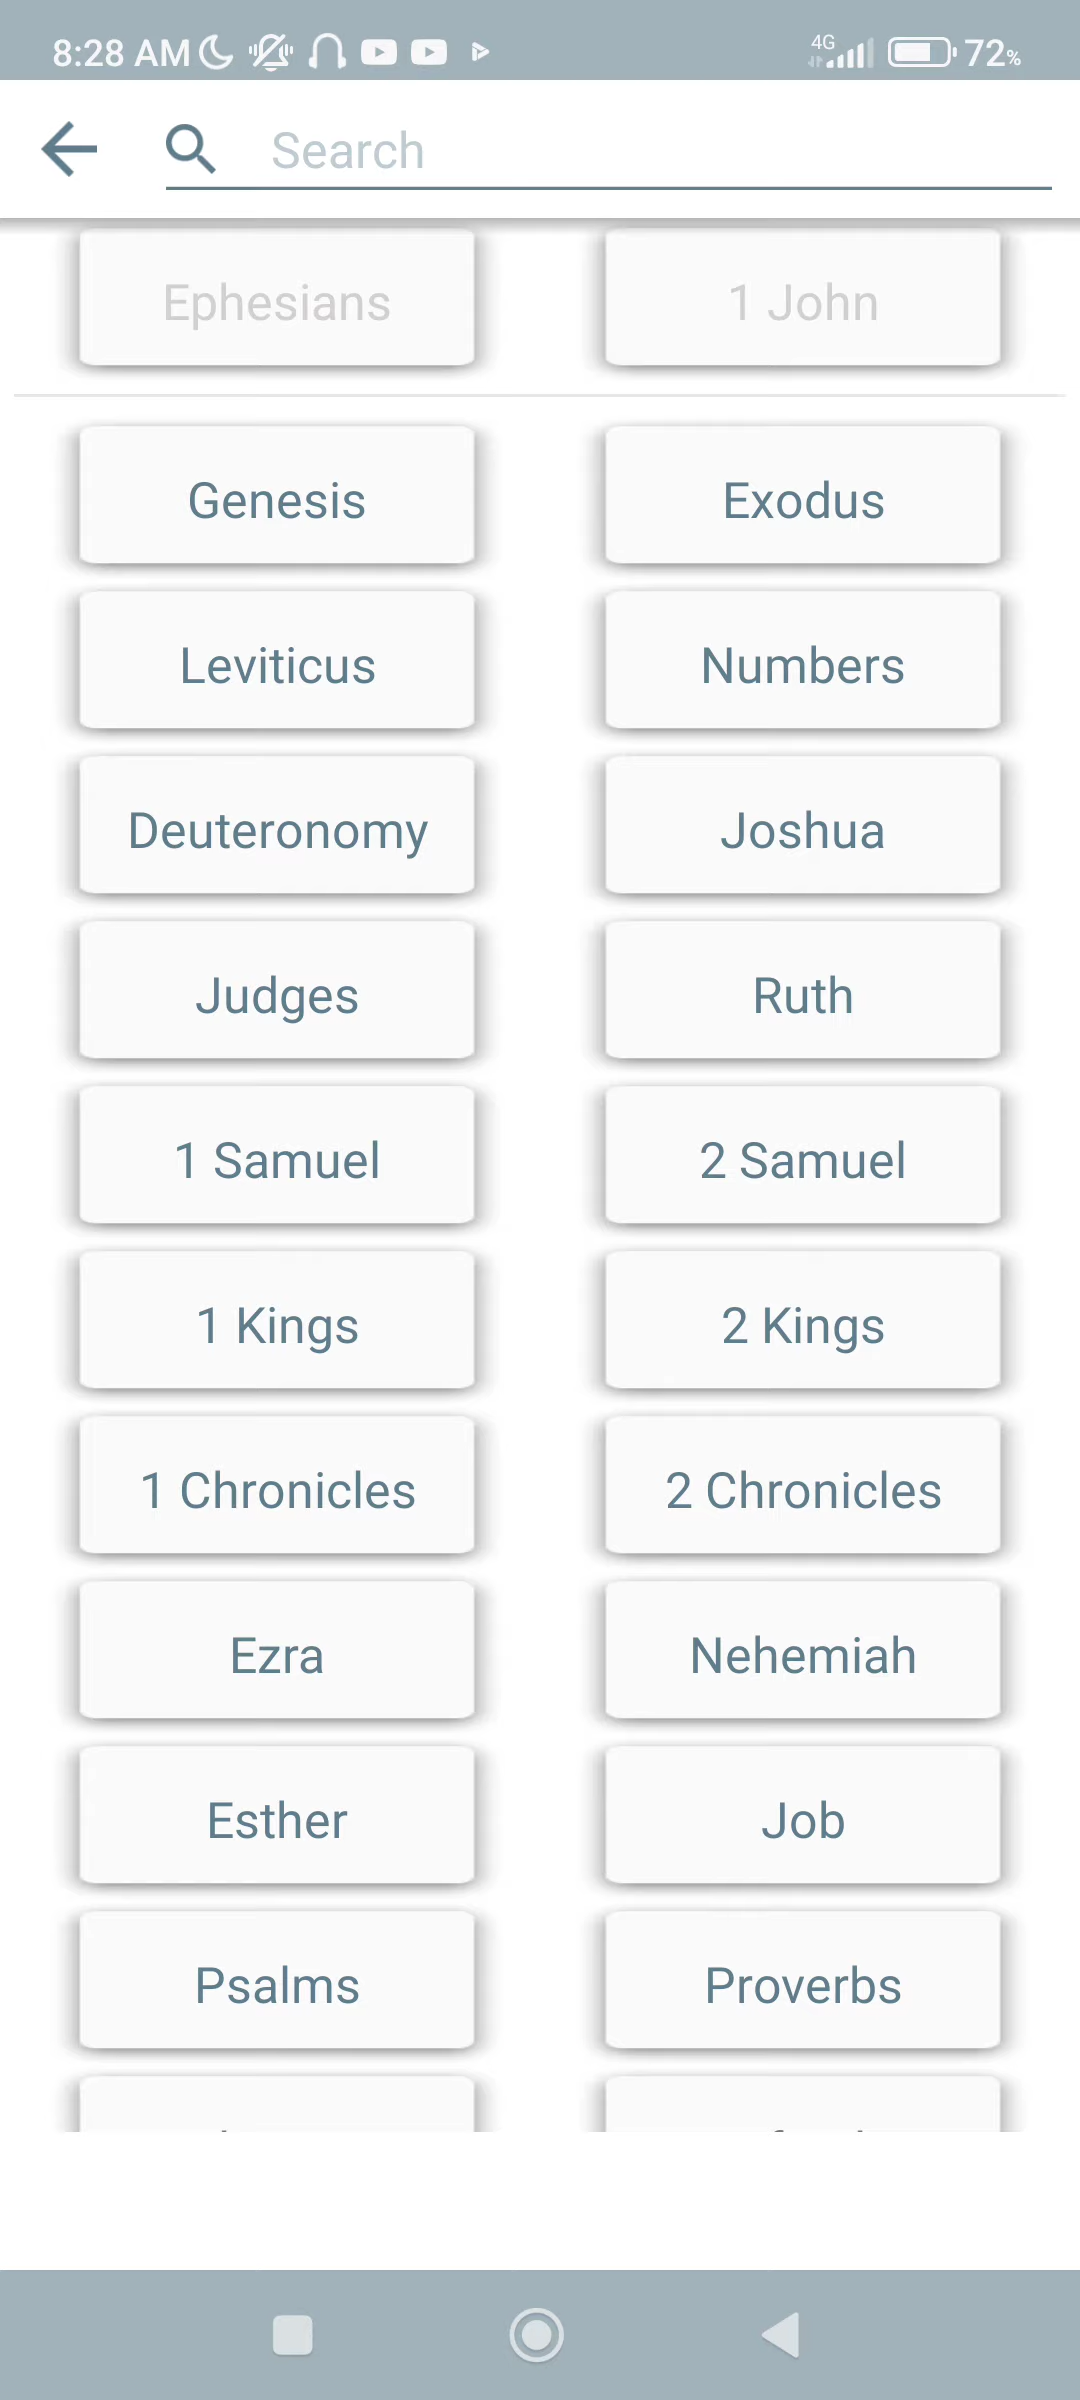 8:28 AM 4G 72%
Search
Ephesians 1 John
Genesis Exodus
Leviticus Numbers
Deuteronomy Joshua
Judges Ruth
1 Samuel 2 Samuel
1 Kings 2 Kings
1 Chronicles 2 Chronicles
Ezra Nehemiah
Esther Job
Psalms Proverbs